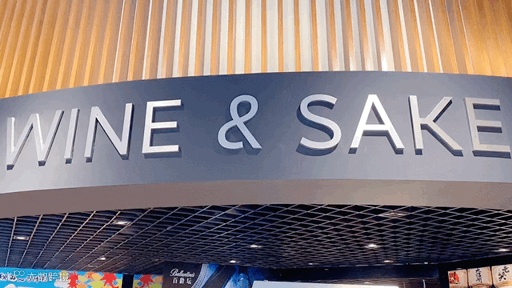 WINE & SAKE
Ballantine's
百龄坛